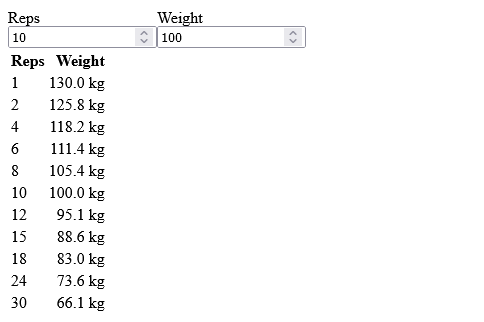 Reps Weight
10 100
Reps Weight
1 130.0 kg
2 125.8 kg
4 118.2 kg
6 111.4 kg
8 105.4 kg
10 100.0 kg
12 95.1 kg
15 88.6 kg
18 83.0 kg
24 73.6 kg
30 66.1 kg